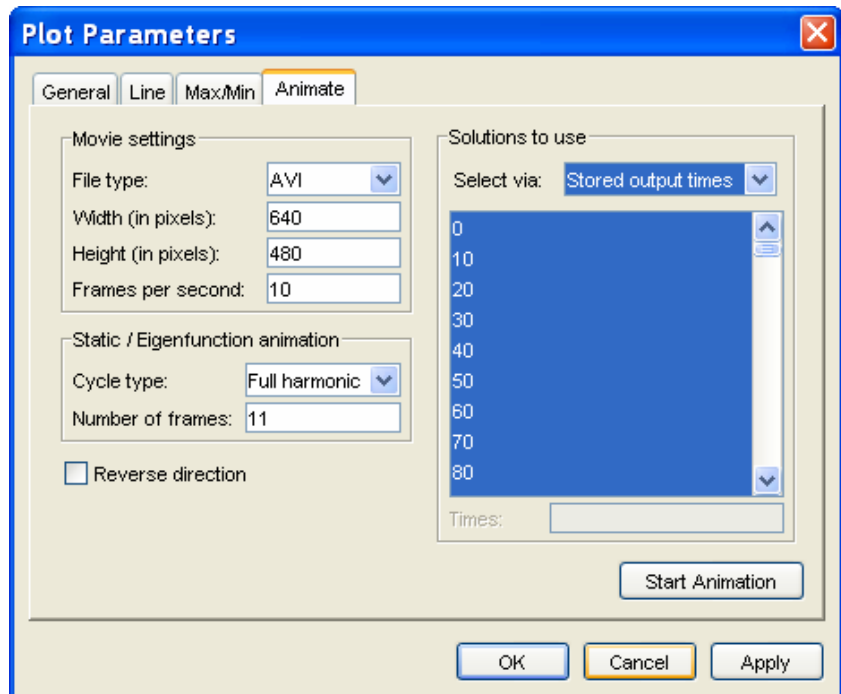 Plot Parameters
General Line Max/Min Animate
Movie settings
File type: AVI
Width (in pixels): 640
Height (in pixels): 480
Frames per second: 10
Static / Eigenfunction animation
Cycle type: Full harmonic
Number of frames: 11
Reverse direction
Solutions to use
Select via: Stored output times
0
10
20
30
40
50
60
70
80
Times:
Start Animation
OK Cancel Apply